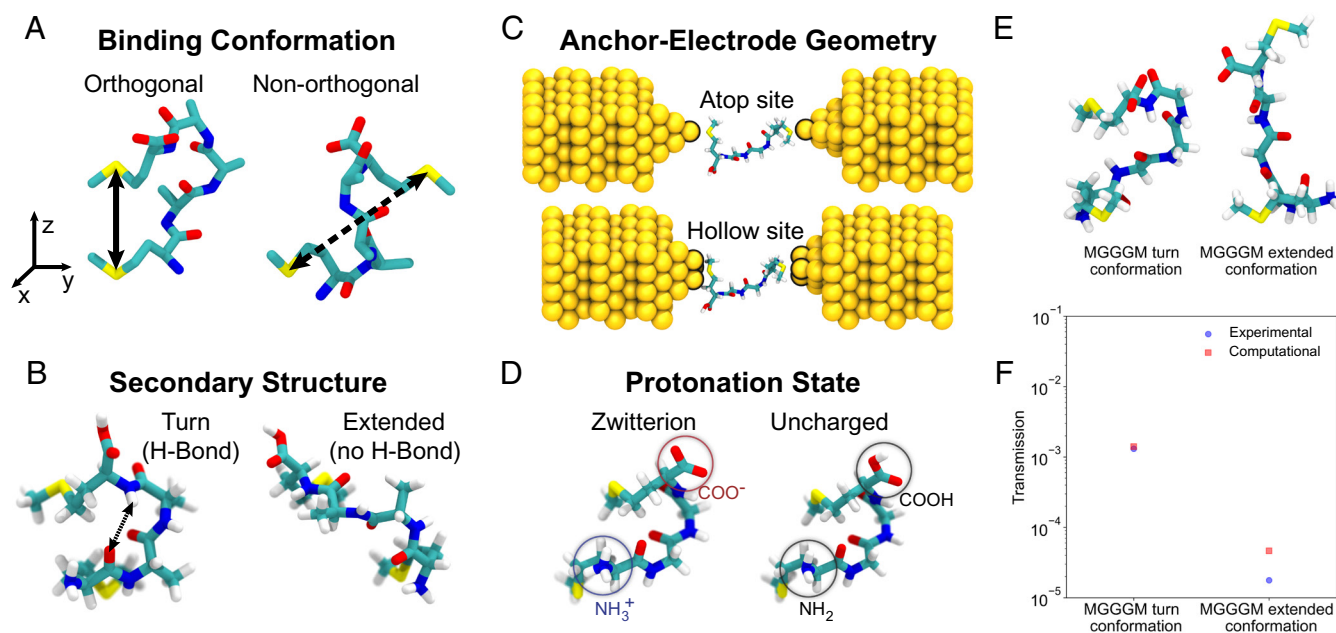 A
Binding Conformation
Orthogonal
Non-orthogonal
z
y
x
B
Secondary Structure
Turn
(H-Bond)
Extended
(no H-Bond)
C
Anchor-Electrode Geometry
Atop site
Hollow site
D
Protonation State
Zwitterion
Uncharged
COO⁻
COOH
NH₃⁺
NH₂
E
MGGGM turn
conformation
MGGGM extended
conformation
F
Experimental
Computational
Transmission
10⁻¹
10⁻²
10⁻³
10⁻⁴
10⁻⁵
MGGGM turn
conformation
MGGGM extended
conformation